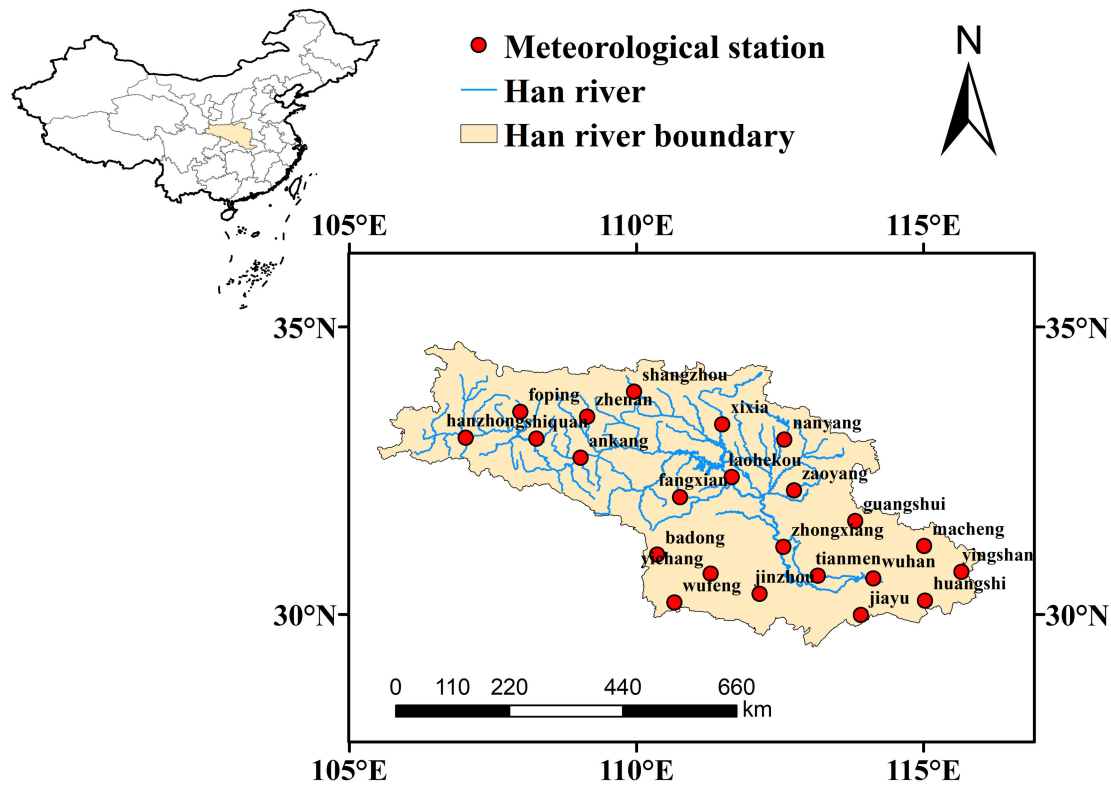 Meteorological station
Han river
Han river boundary
N
105°E 110°E 115°E
35°N 35°N
shangzhou
foping
zhenan
xixia
hanzhong shiquan
nanyang
ankang
laohekou
fangxian
zaoyang
guangshui
zhongxiang
macheng
badong
yichang
tianmen wuhan
yingshan
wufeng
jinzhou
huangshi
jiayu
30°N 30°N
0 110 220 440 660
km
105°E 110°E 115°E